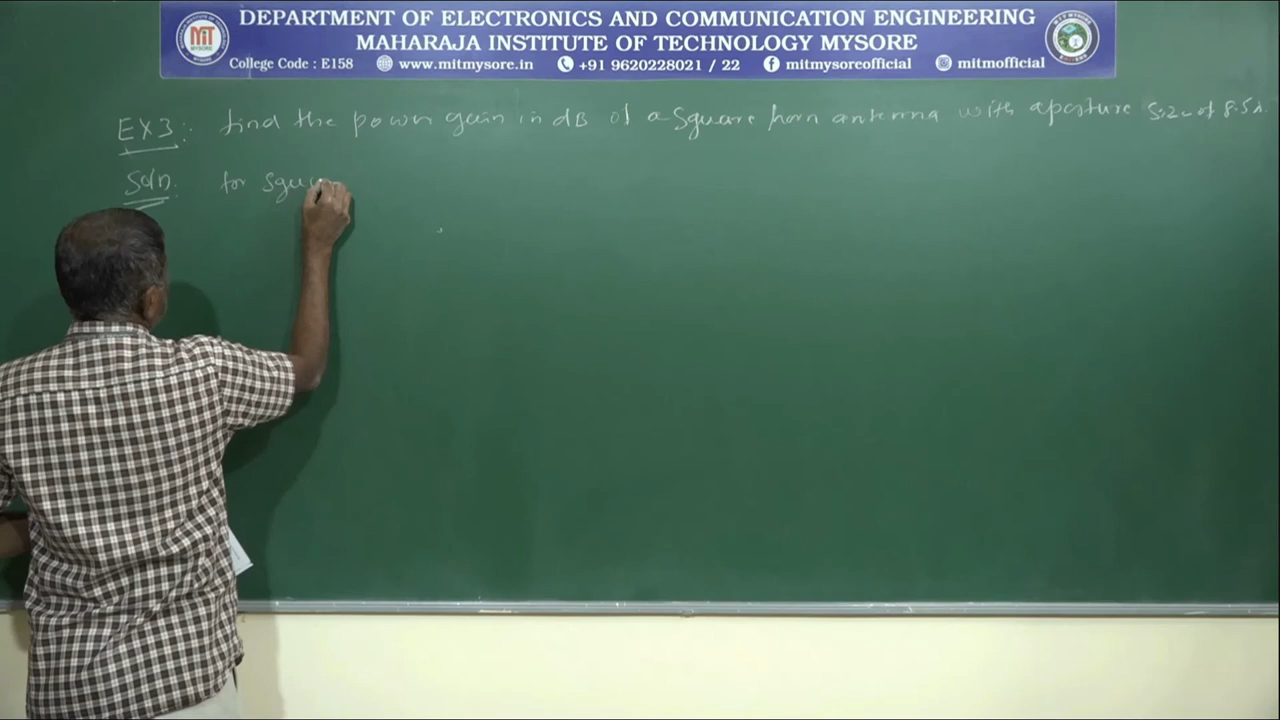 DEPARTMENT OF ELECTRONICS AND COMMUNICATION ENGINEERING
MAHARAJA INSTITUTE OF TECHNOLOGY MYSORE
College Code : E158 www.mitmysore.in +91 9620228021 / 22 mitmysoreofficial mitmofficial
MIT
MYSORE
EX3: find the power gain in dB of a square horn antenna with aperture size of 8.5λ
Soln. for squ